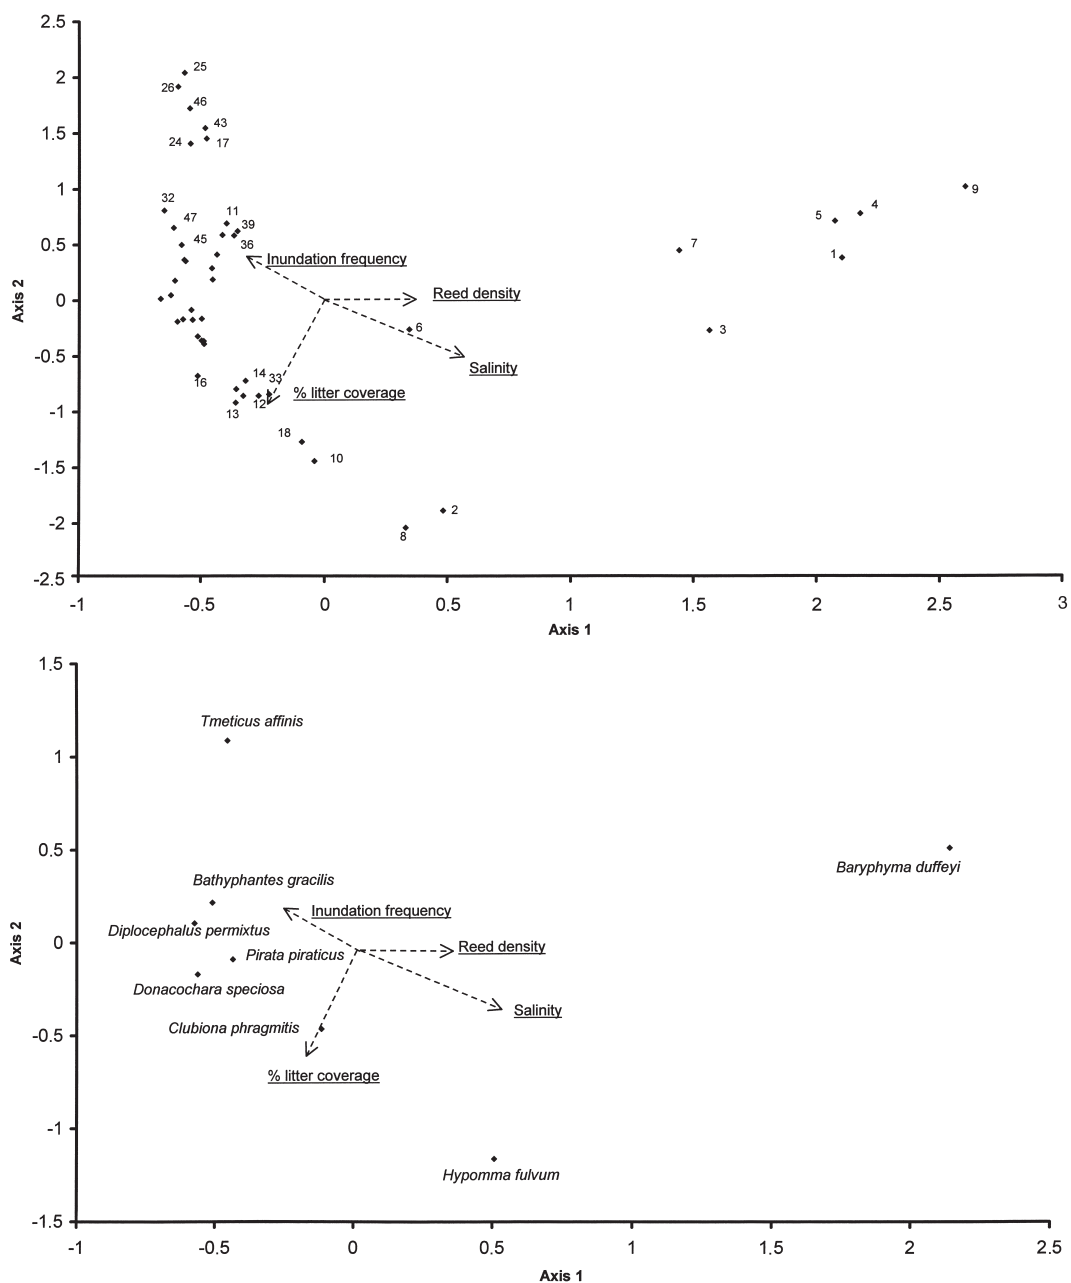 2.5
25
2
26
46
43
1.5
24
17
1
9
32
11
4
47
5
39
0.5
45
36
7
1
Inundation frequency
Reed density
0
Axis 2
6
3
-0.5
Salinity
14
33
16
% litter coverage
12
-1
13
18
10
-1.5
2
-2
8
-2.5
-1 -0.5 0 0.5 1 1.5 2 2.5 3
Axis 1
1.5
Tmeticus affinis
1
0.5
Baryphyma duffeyi
Bathyphantes gracilis
Inundation frequency
Diplocephalus permixtus
0
Axis 2
Reed density
Pirata piraticus
Donacochara speciosa
Salinity
Clubiona phragmitis
-0.5
% litter coverage
-1
Hypomma fulvum
-1.5
-1 -0.5 0 0.5 1 1.5 2 2.5
Axis 1